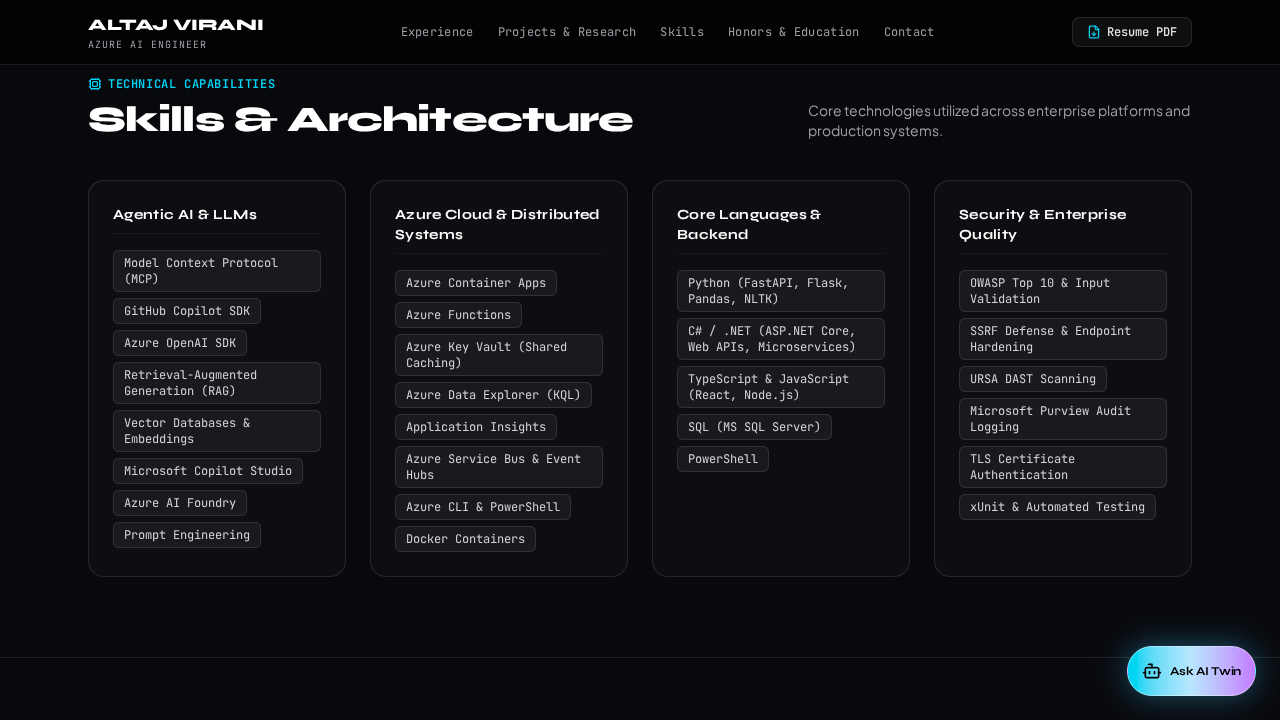 ALTAJ VIRANI
AZURE AI ENGINEER
Experience
Projects & Research
Skills
Honors & Education
Contact
Resume PDF
TECHNICAL CAPABILITIES
Skills & Architecture
Core technologies utilized across enterprise platforms and
production systems.
Agentic AI & LLMs
Model Context Protocol
(MCP)
GitHub Copilot SDK
Azure OpenAI SDK
Retrieval-Augmented
Generation (RAG)
Vector Databases &
Embeddings
Microsoft Copilot Studio
Azure AI Foundry
Prompt Engineering
Azure Cloud & Distributed
Systems
Azure Container Apps
Azure Functions
Azure Key Vault (Shared
Caching)
Azure Data Explorer (KQL)
Application Insights
Azure Service Bus & Event
Hubs
Azure CLI & PowerShell
Docker Containers
Core Languages &
Backend
Python (FastAPI, Flask,
Pandas, NLTK)
C# / .NET (ASP.NET Core,
Web APIs, Microservices)
TypeScript & JavaScript
(React, Node.js)
SQL (MS SQL Server)
PowerShell
Security & Enterprise
Quality
OWASP Top 10 & Input
Validation
SSRF Defense & Endpoint
Hardening
URSA DAST Scanning
Microsoft Purview Audit
Logging
TLS Certificate
Authentication
xUnit & Automated Testing
Ask AI Twin